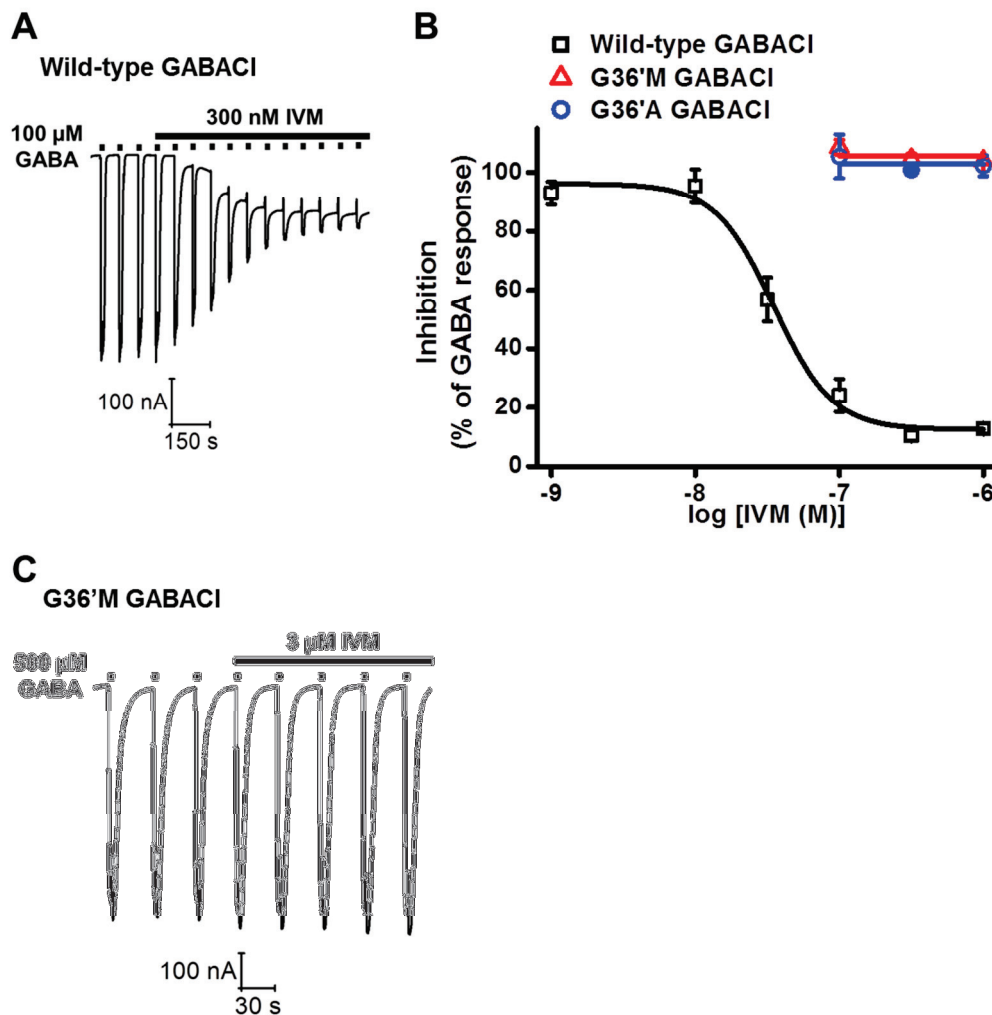 A
Wild-type GABACl
100 µM
GABA
300 nM IVM
100 nA
150 s
B
Wild-type GABACl
G36'M GABACl
G36'A GABACl
Inhibition
(% of GABA response)
100
80
60
40
20
0
-9
-8
-7
-6
log [IVM (M)]
C
G36’M GABACl
500 µM
GABA
3 µM IVM
100 nA
30 s